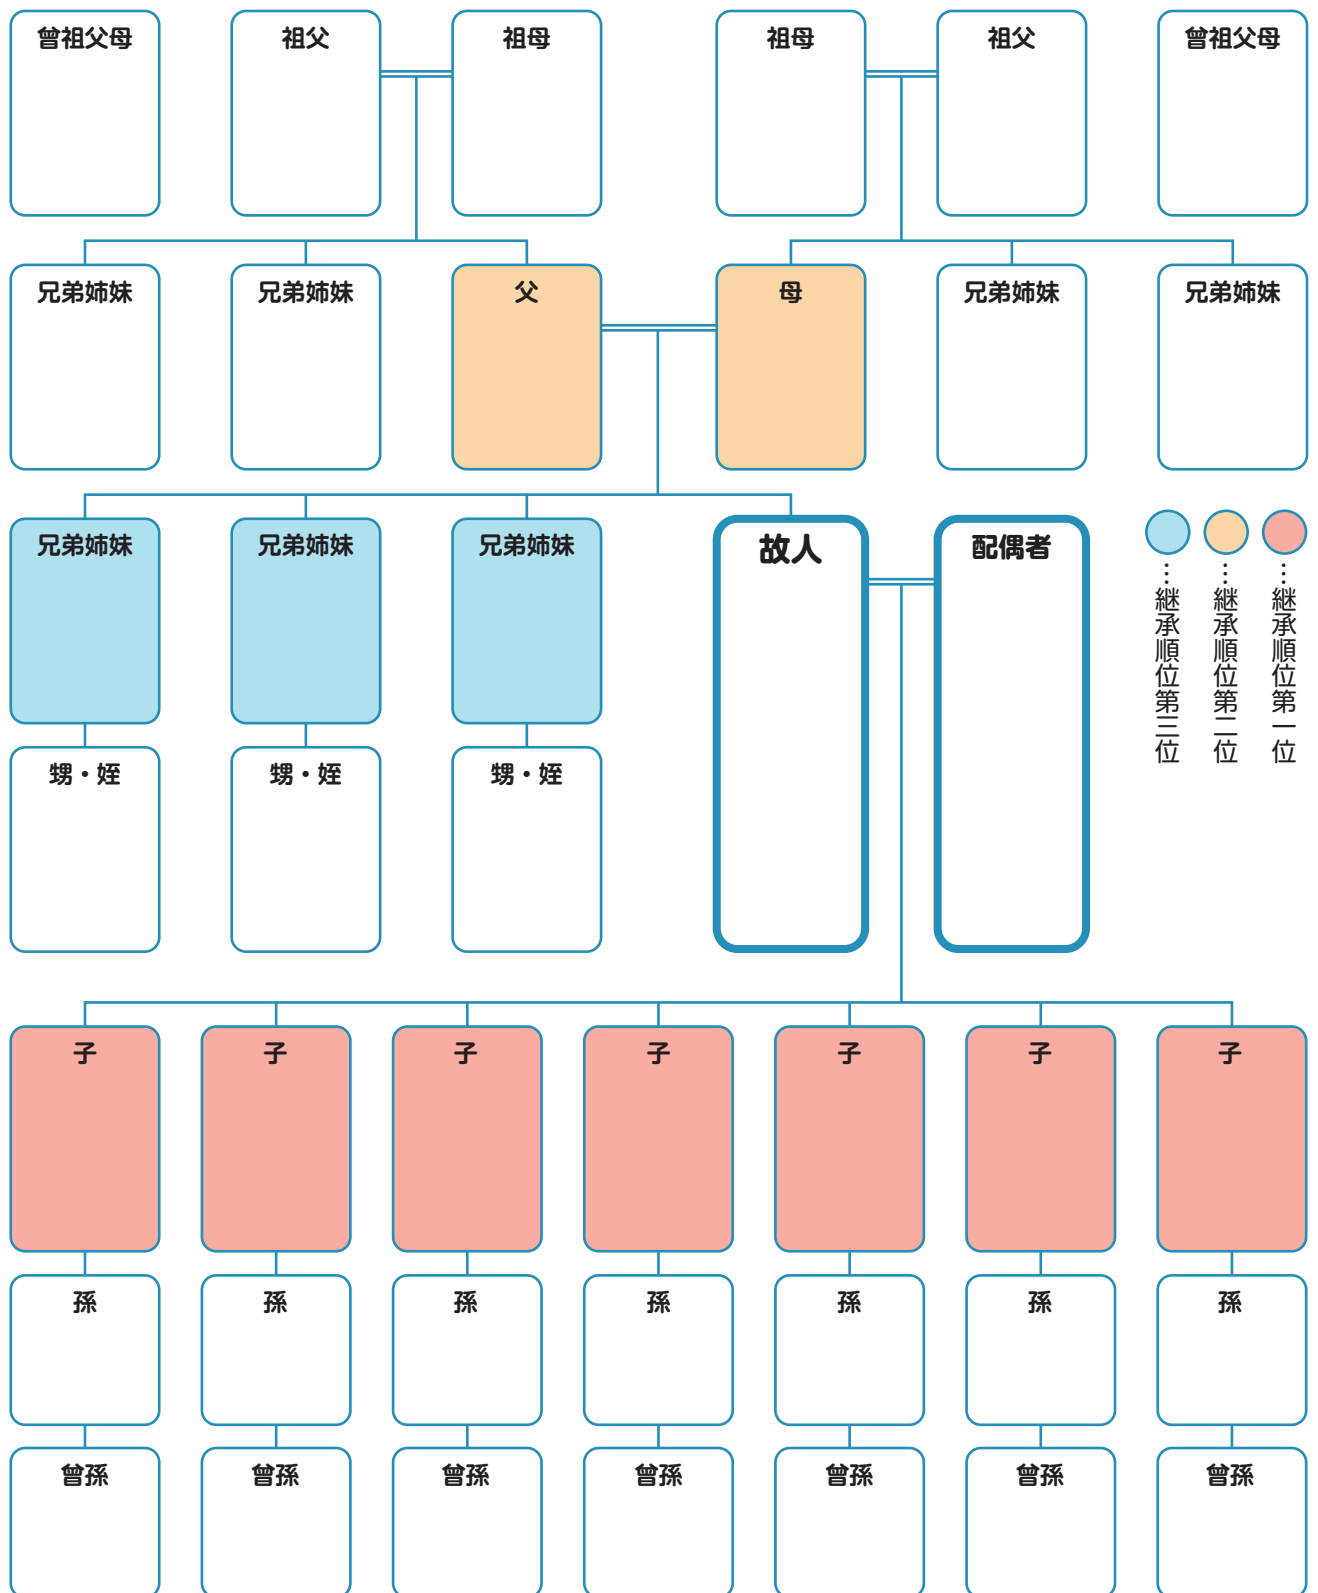 曾祖父母
祖父
祖母
祖母
祖父
曾祖父母
兄弟姉妹
兄弟姉妹
父
母
兄弟姉妹
兄弟姉妹
兄弟姉妹
兄弟姉妹
兄弟姉妹
故人
配偶者
…継承順位第一位
…継承順位第二位
…継承順位第三位
甥・姪
甥・姪
甥・姪
子
子
子
子
子
子
子
孫
孫
孫
孫
孫
孫
孫
曾孫
曾孫
曾孫
曾孫
曾孫
曾孫
曾孫